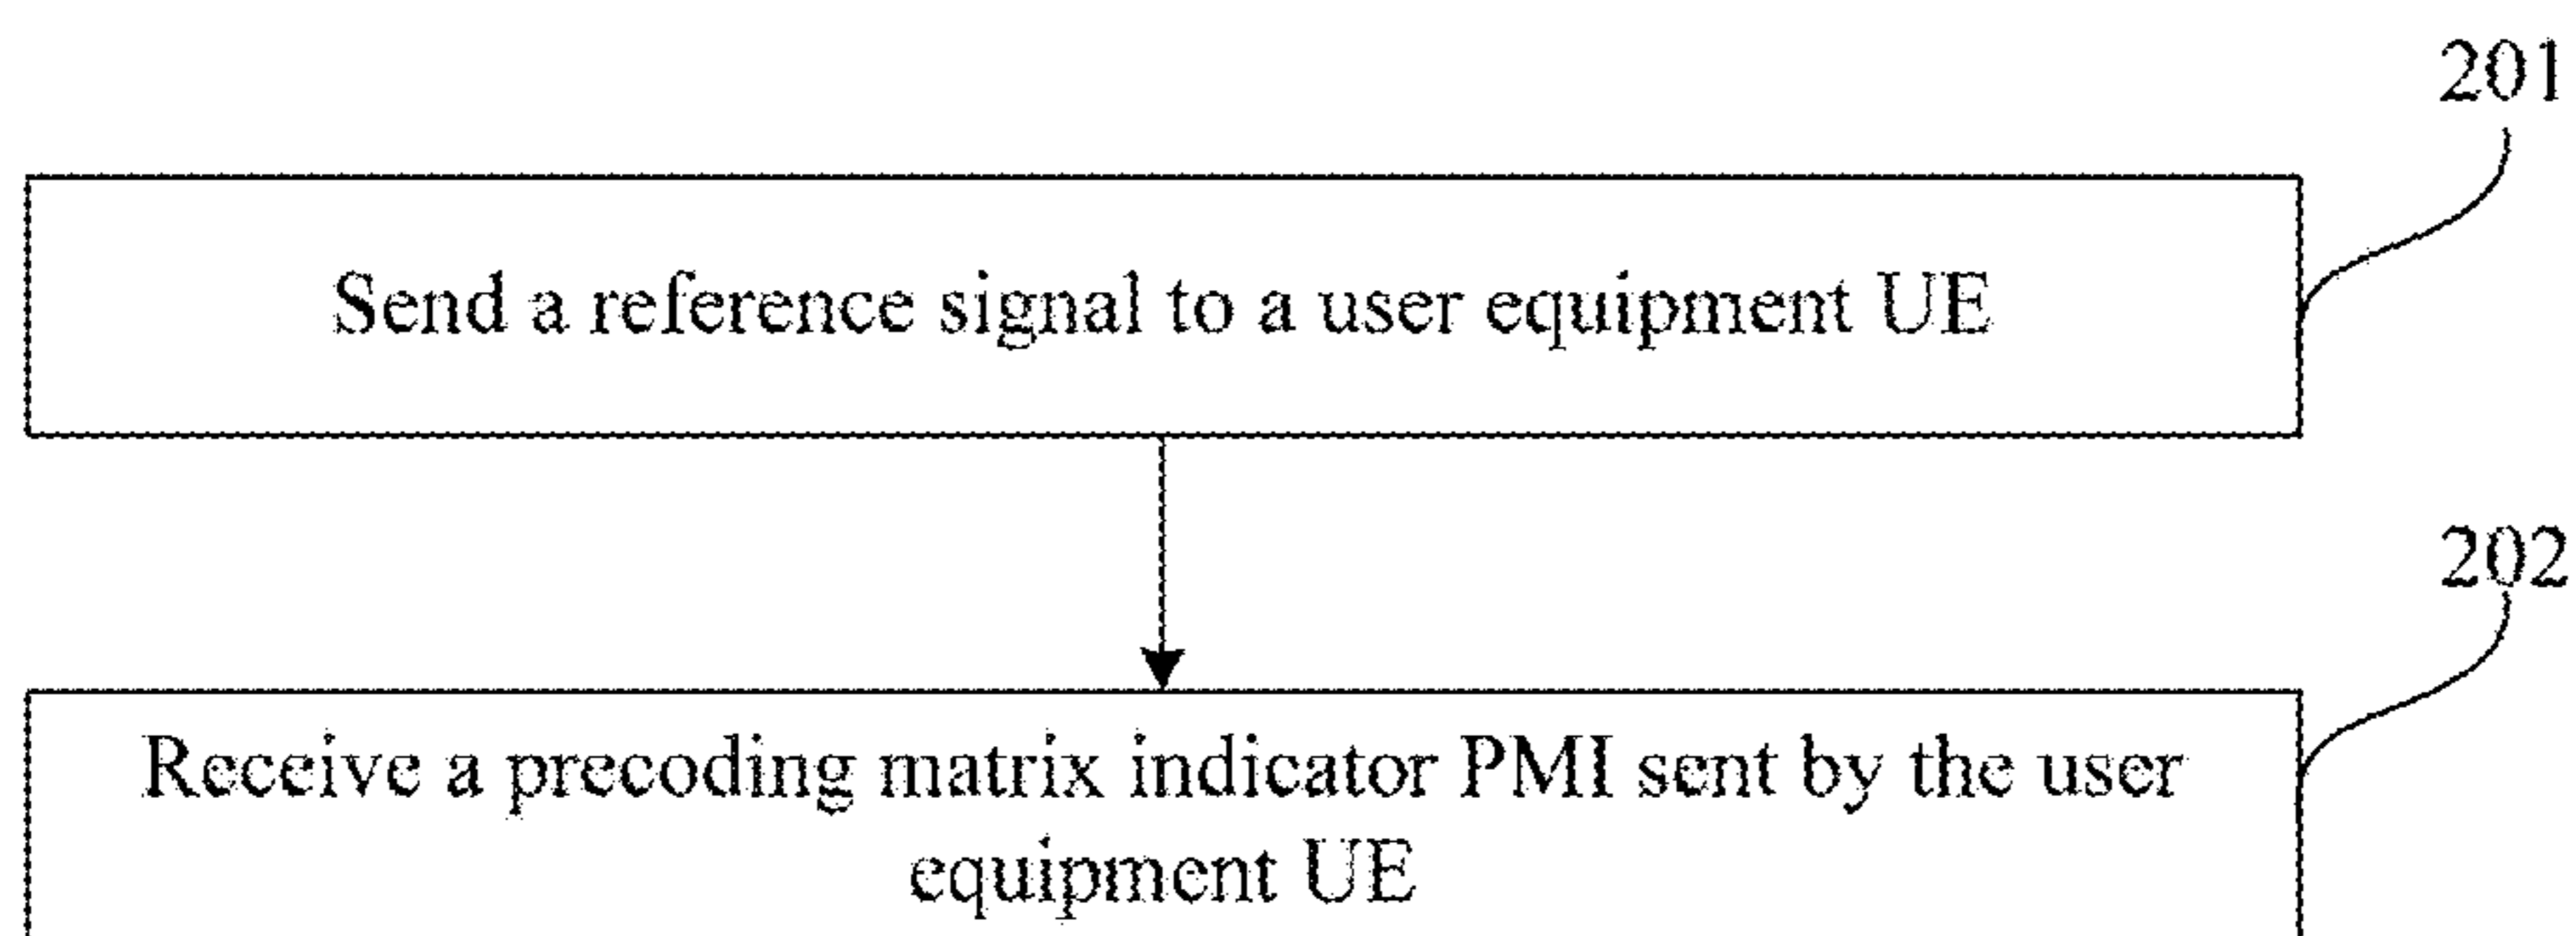 201
Send a reference signal to a user equipment UE
202
Receive a precoding matrix indicator PMI sent by the user
equipment UE